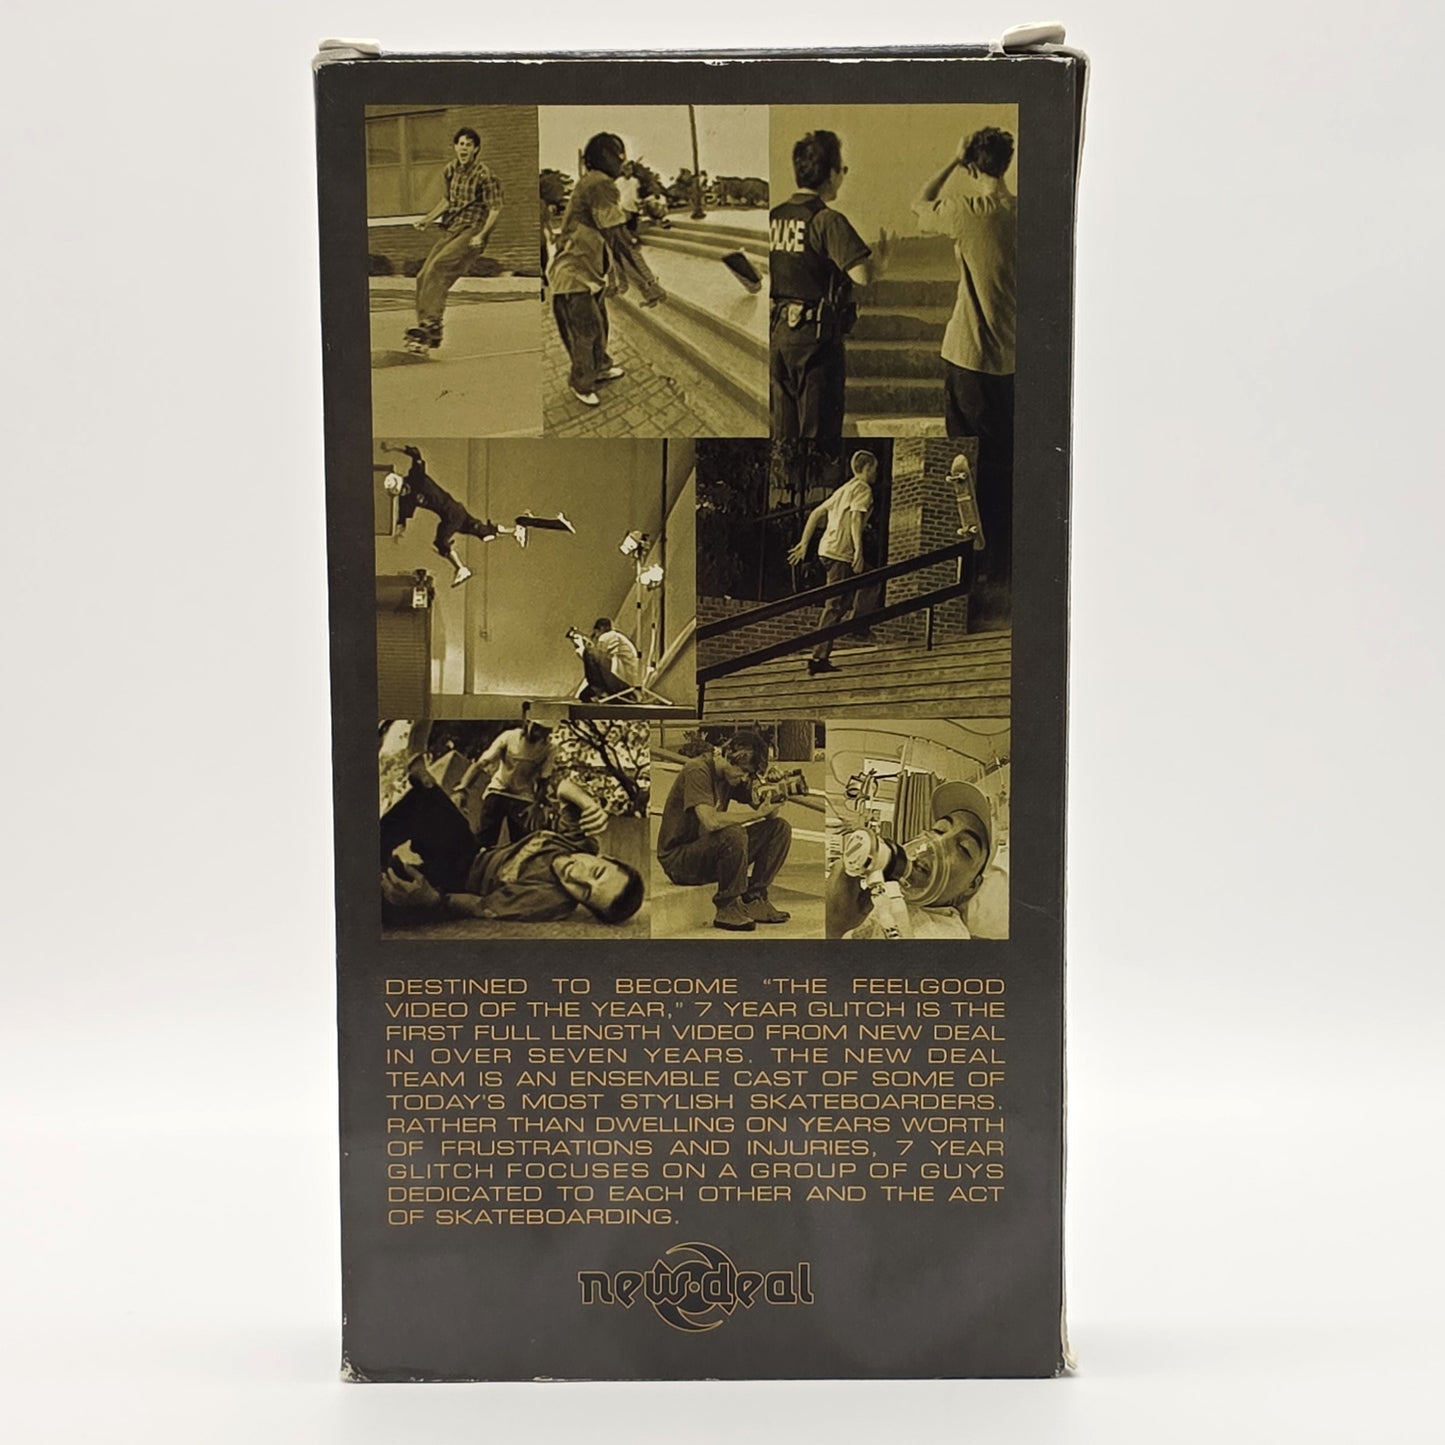 OLICE
DESTINED TO BECOME “THE FEELGOOD
VIDEO OF THE YEAR,” 7 YEAR GLITCH IS THE
FIRST FULL LENGTH VIDEO FROM NEW DEAL
IN OVER SEVEN YEARS. THE NEW DEAL
TEAM IS AN ENSEMBLE CAST OF SOME OF
TODAY'S MOST STYLISH SKATEBOARDERS.
RATHER THAN DWELLING ON YEARS WORTH
OF FRUSTRATIONS AND INJURIES, 7 YEAR
GLITCH FOCUSES ON A GROUP OF GUYS
DEDICATED TO EACH OTHER AND THE ACT
OF SKATEBOARDING.
new·deal